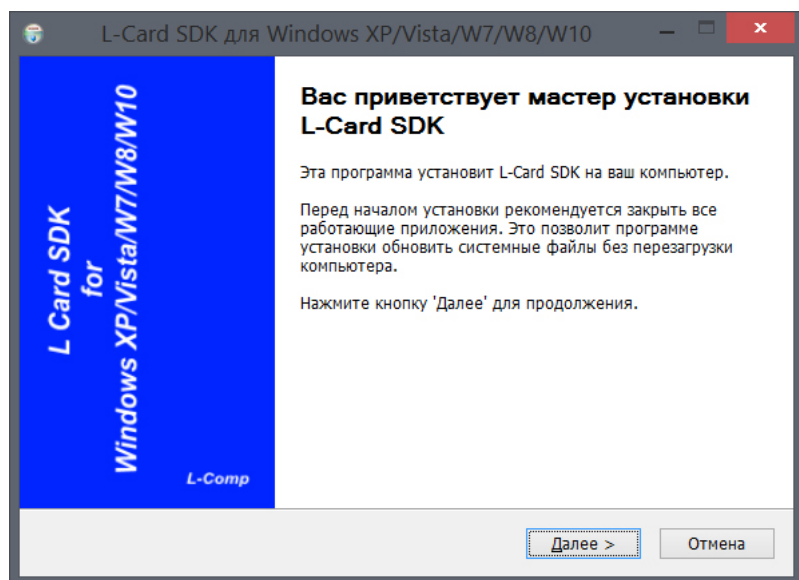 L-Card SDK для Windows XP/Vista/W7/W8/W10
L Card SDK
for
Windows XP/Vista/W7/W8/W10
L-Comp
Вас приветствует мастер установки
L-Card SDK
Эта программа установит L-Card SDK на ваш компьютер.
Перед началом установки рекомендуется закрыть все
работающие приложения. Это позволит программе
установки обновить системные файлы без перезагрузки
компьютера.
Нажмите кнопку 'Далее' для продолжения.
Далее >
Отмена